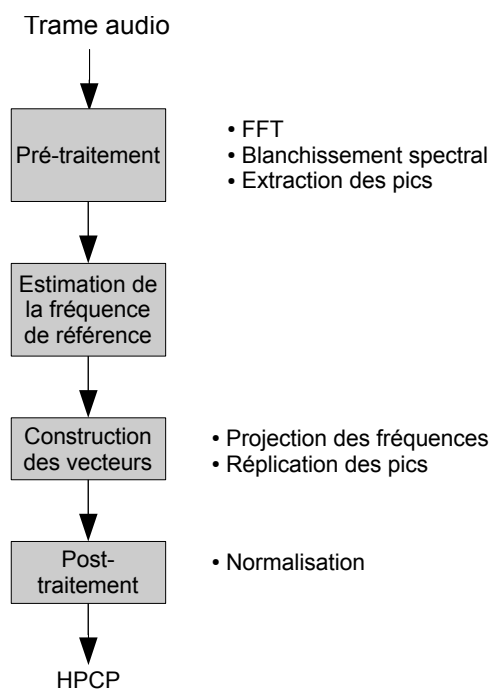 Trame audio
Pré-traitement
• FFT
• Blanchissement spectral
• Extraction des pics
Estimation de
la fréquence
de référence
Construction
des vecteurs
• Projection des fréquences
• Réplication des pics
Post-
traitement
• Normalisation
HPCP